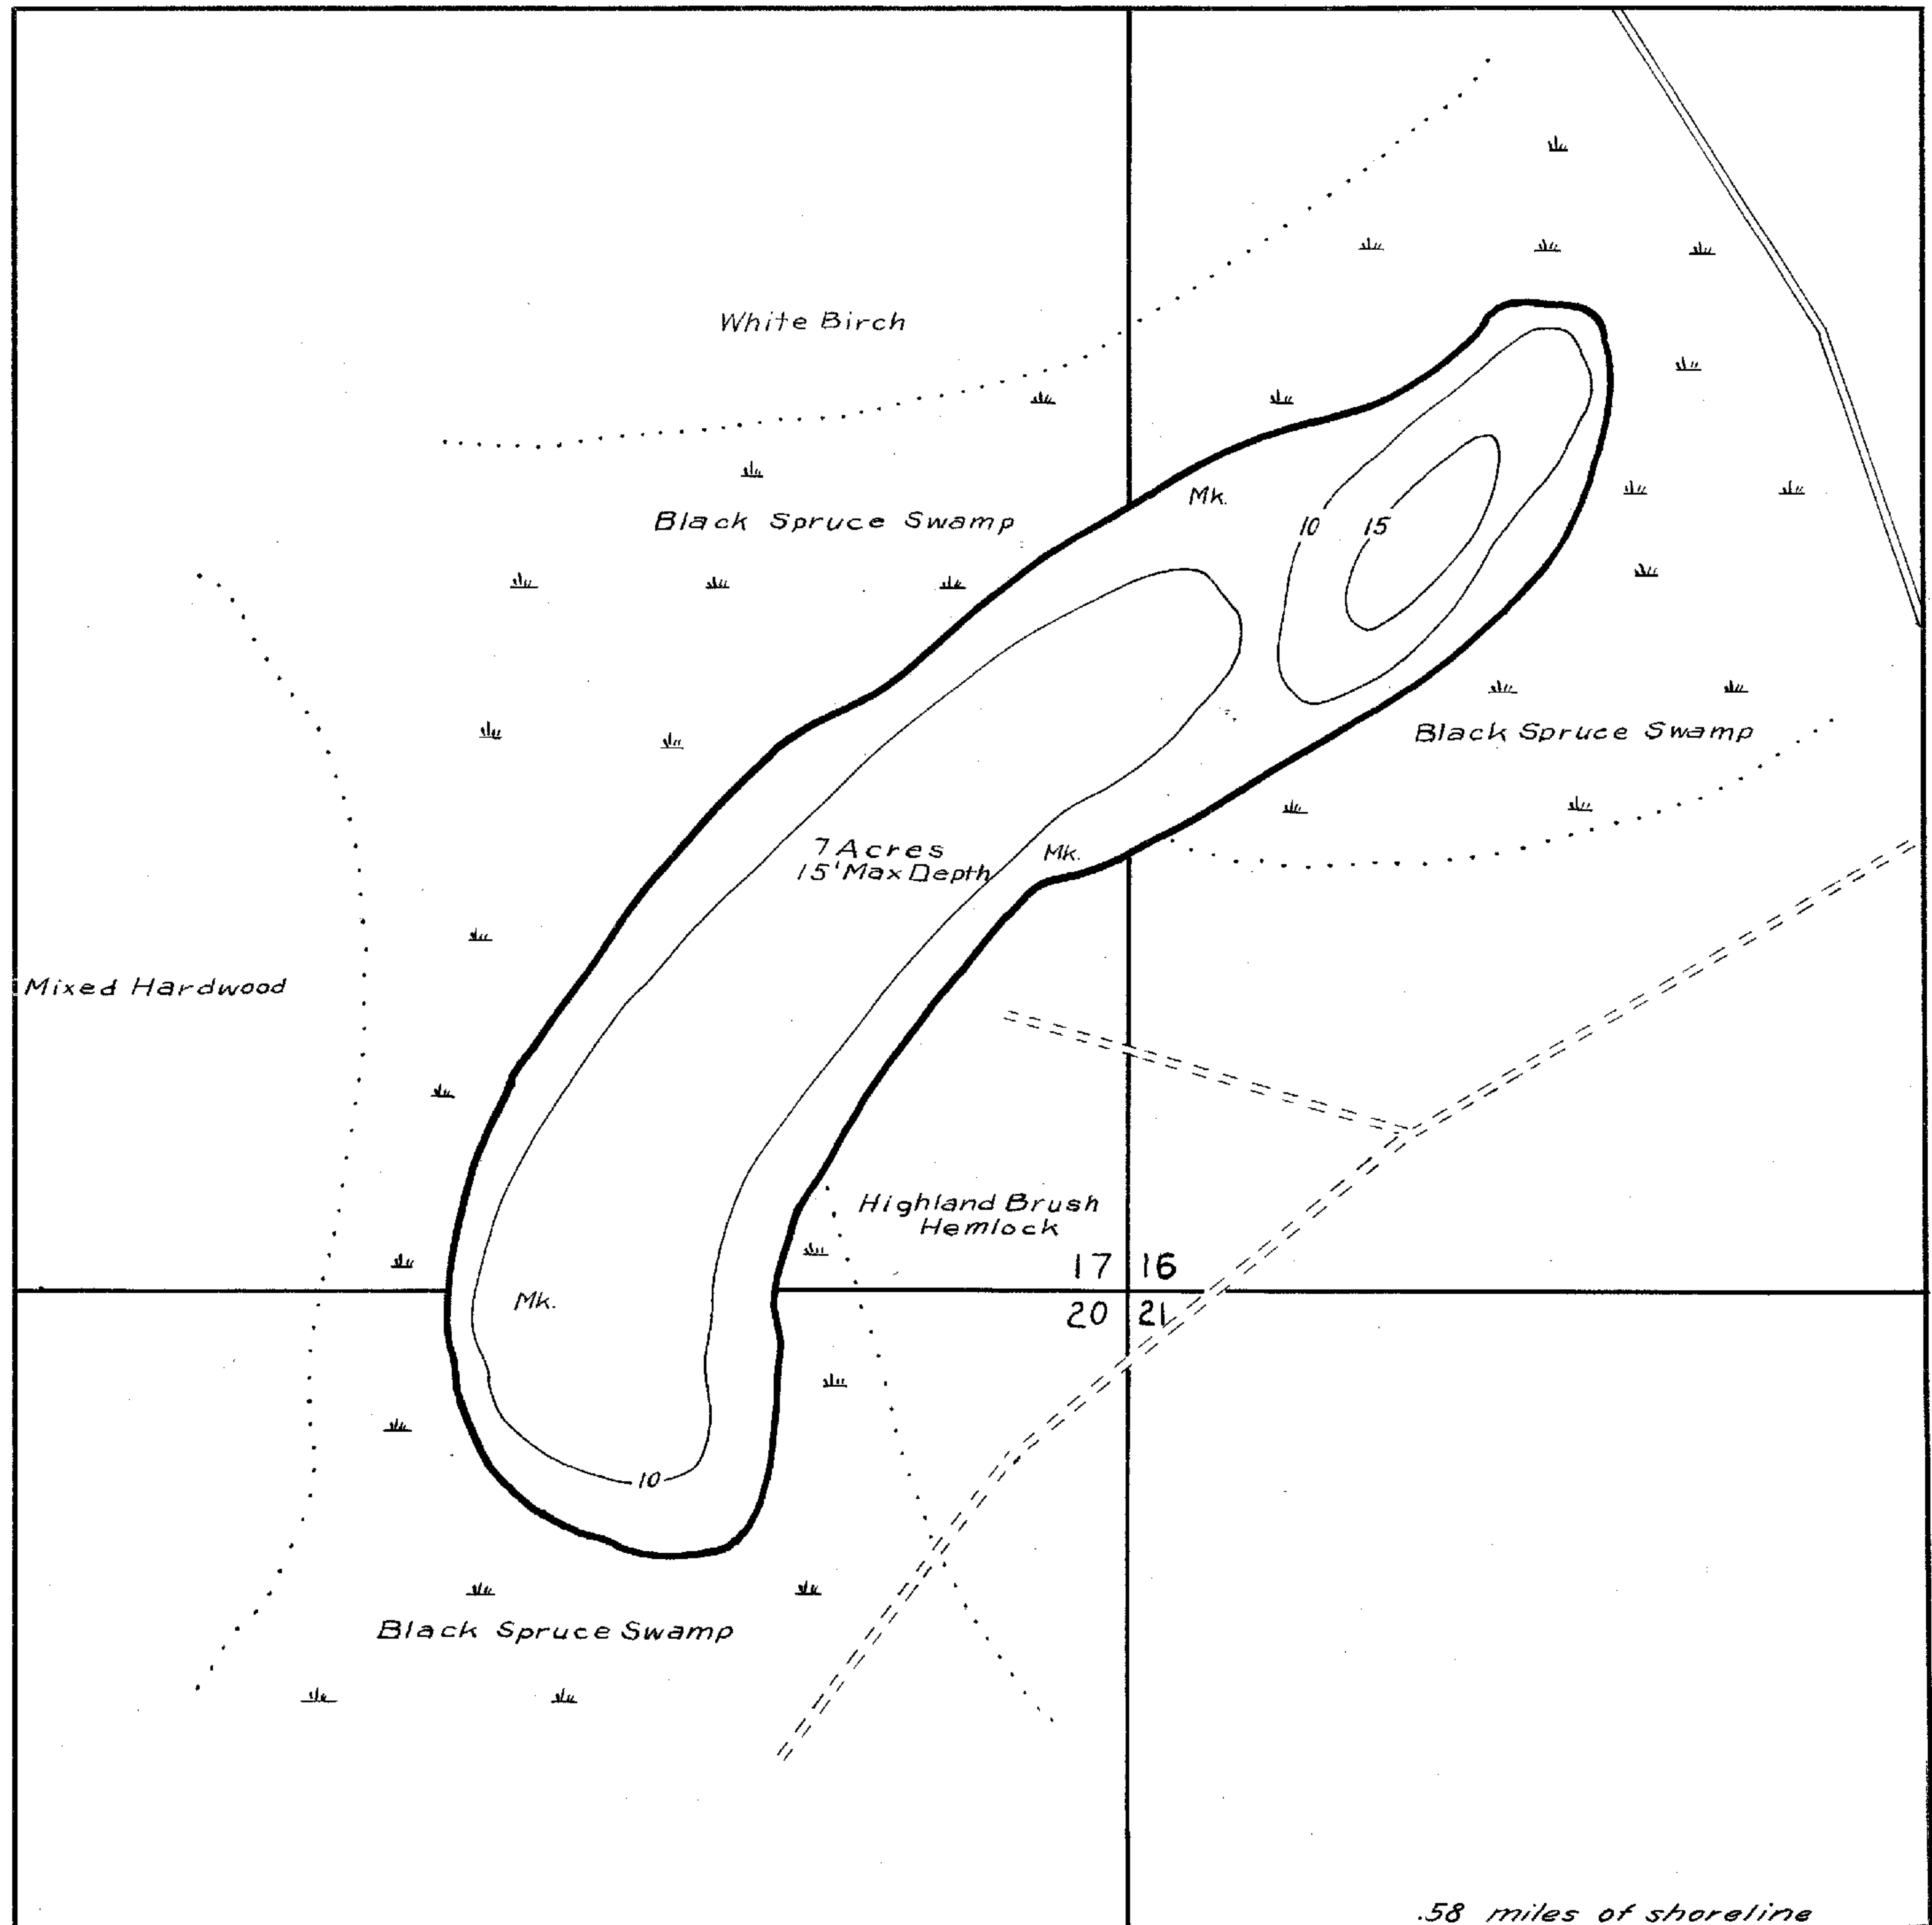 White Birch
Mk.
Black Spruce Swamp
10
15
Black Spruce Swamp
7 Acres
15' Max Depth
Mk.
Mixed Hardwood
Highland Brush
Hemlock
17 16
Mk.
20 21
10
Black Spruce Swamp
.58 miles of shoreline